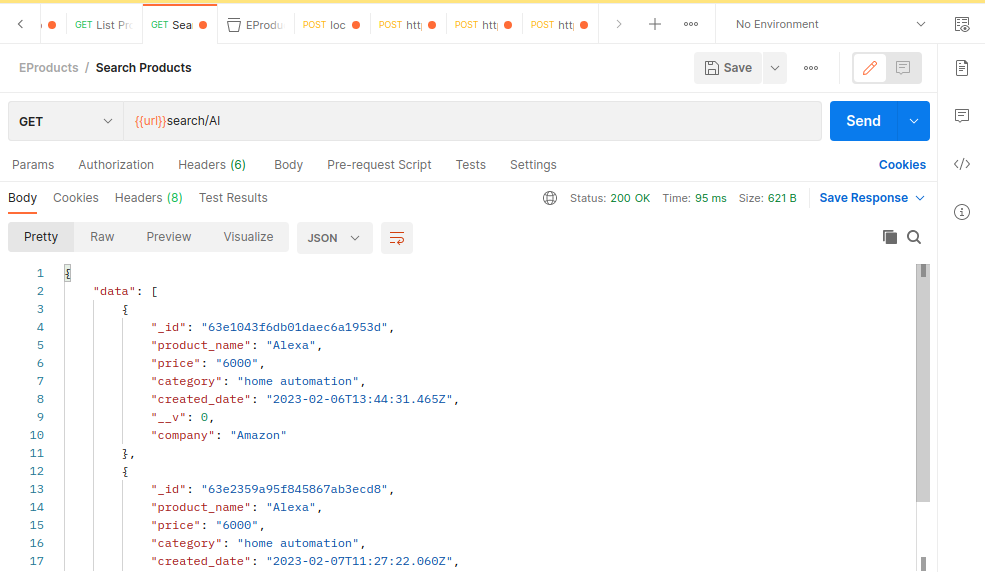 GET List Pro
GET Sear
EProdu
POST loc
POST http
POST http
POST http
No Environment
EProducts / Search Products
Save
GET
{{url}}search/Al
Send
Params Authorization Headers (6) Body Pre-request Script Tests Settings Cookies
Body Cookies Headers (8) Test Results Status: 200 OK Time: 95 ms Size: 621 B Save Response
Pretty Raw Preview Visualize JSON
1 {
2 "data": [
3 {
4 "_id": "63e1043f6db01daec6a1953d",
5 "product_name": "Alexa",
6 "price": "6000",
7 "category": "home automation",
8 "created_date": "2023-02-06T13:44:31.465Z",
9 "__v": 0,
10 "company": "Amazon"
11 },
12 {
13 "_id": "63e2359a95f845867ab3ecd8",
14 "product_name": "Alexa",
15 "price": "6000",
16 "category": "home automation",
17 "created_date": "2023-02-07T11:27:22.060Z",